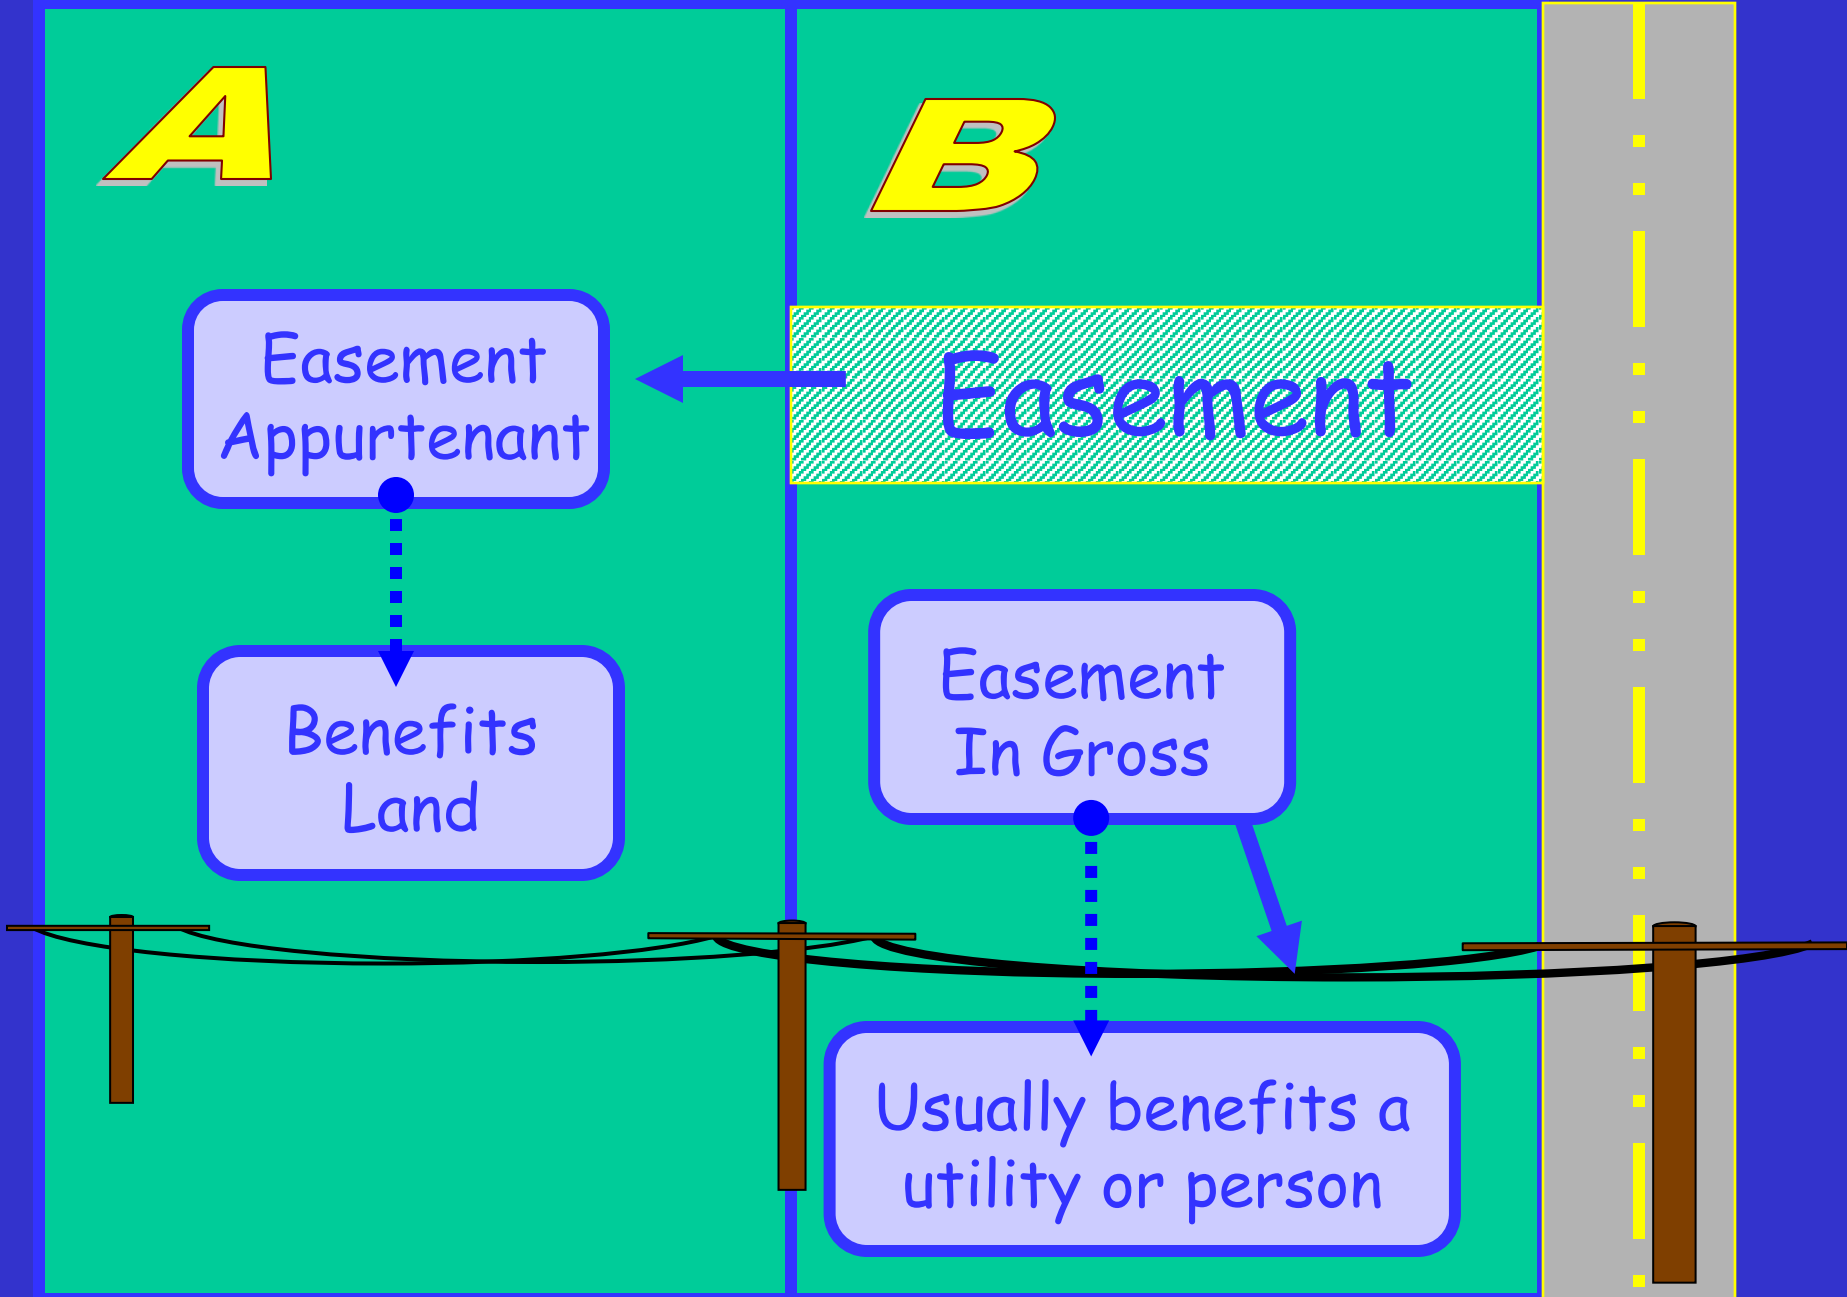 A
B
Easement
Appurtenant
Easement
Benefits
Land
Easement
In Gross
Usually benefits a
utility or person